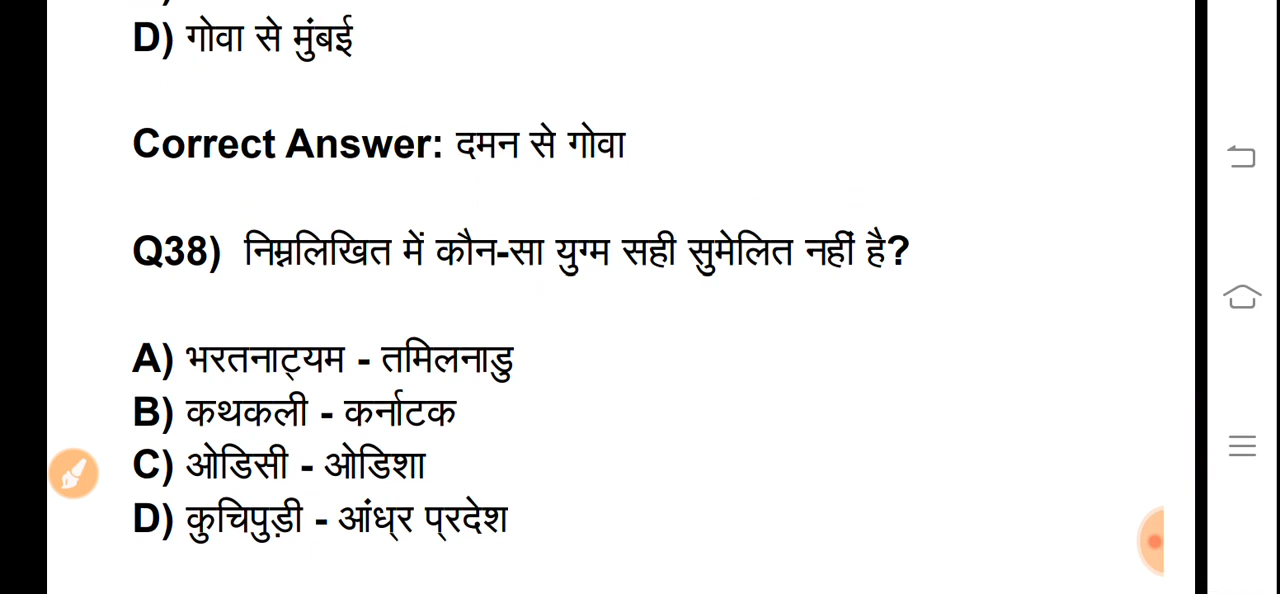 D) गोवा से मुंबई
Correct Answer: दमन से गोवा
Q38) निम्नलिखित में कौन-सा युग्म सही सुमेलित नहीं है?
A) भरतनाट्यम - तमिलनाडु
B) कथकली - कर्नाटक
C) ओडिसी - ओडिशा
D) कुचिपुड़ी - आंध्र प्रदेश